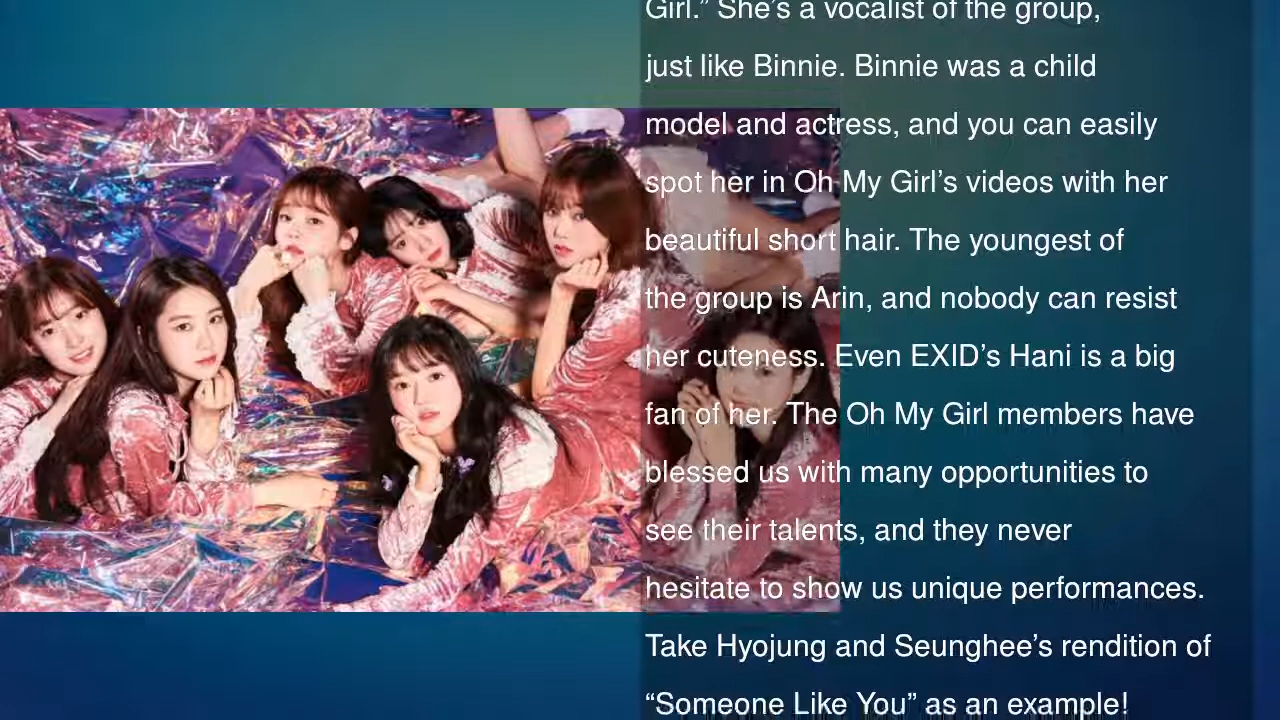 Girl.” She’s a vocalist of the group,
just like Binnie. Binnie was a child
model and actress, and you can easily
spot her in Oh My Girl’s videos with her
beautiful short hair. The youngest of
the group is Arin, and nobody can resist
her cuteness. Even EXID’s Hani is a big
fan of her. The Oh My Girl members have
blessed us with many opportunities to
see their talents, and they never
hesitate to show us unique performances.
Take Hyojung and Seunghee’s rendition of
“Someone Like You” as an example!